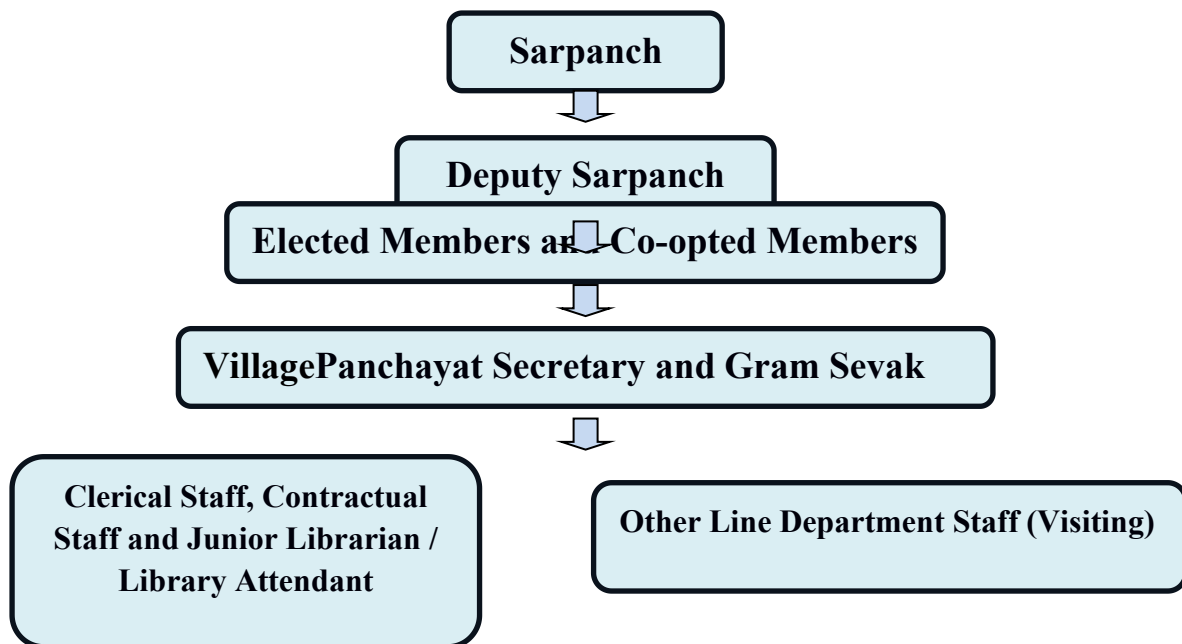 Sarpanch
Deputy Sarpanch
Elected Members and Co-opted Members
VillagePanchayat Secretary and Gram Sevak
Clerical Staff, Contractual
Staff and Junior Librarian /
Library Attendant
Other Line Department Staff (Visiting)